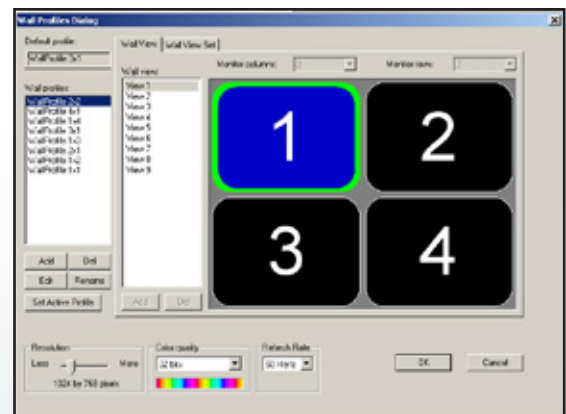 Wall Profiles Dialog
Default profile:
WallProfile 3x1
Wall View
Wall View Set
Wall profiles
WallProfile 2x2
WallProfile 4x1
WallProfile 1x4
WallProfile 3x1
WallProfile 1x3
WallProfile 2x1
WallProfile 1x2
WallProfile 1x1
Wall views
View 1
View 2
View 3
View 4
View 5
View 6
View 7
View 8
View 9
Monitor columns:
2
Monitor rows:
2
1
2
3
4
Add
Del
Edit
Rename
Set Active Profile
Add
Del
Resolution
Less
More
1024 by 768 pixels
Color quality
32 bits
Refresh Rate
60 Hertz
OK
Cancel